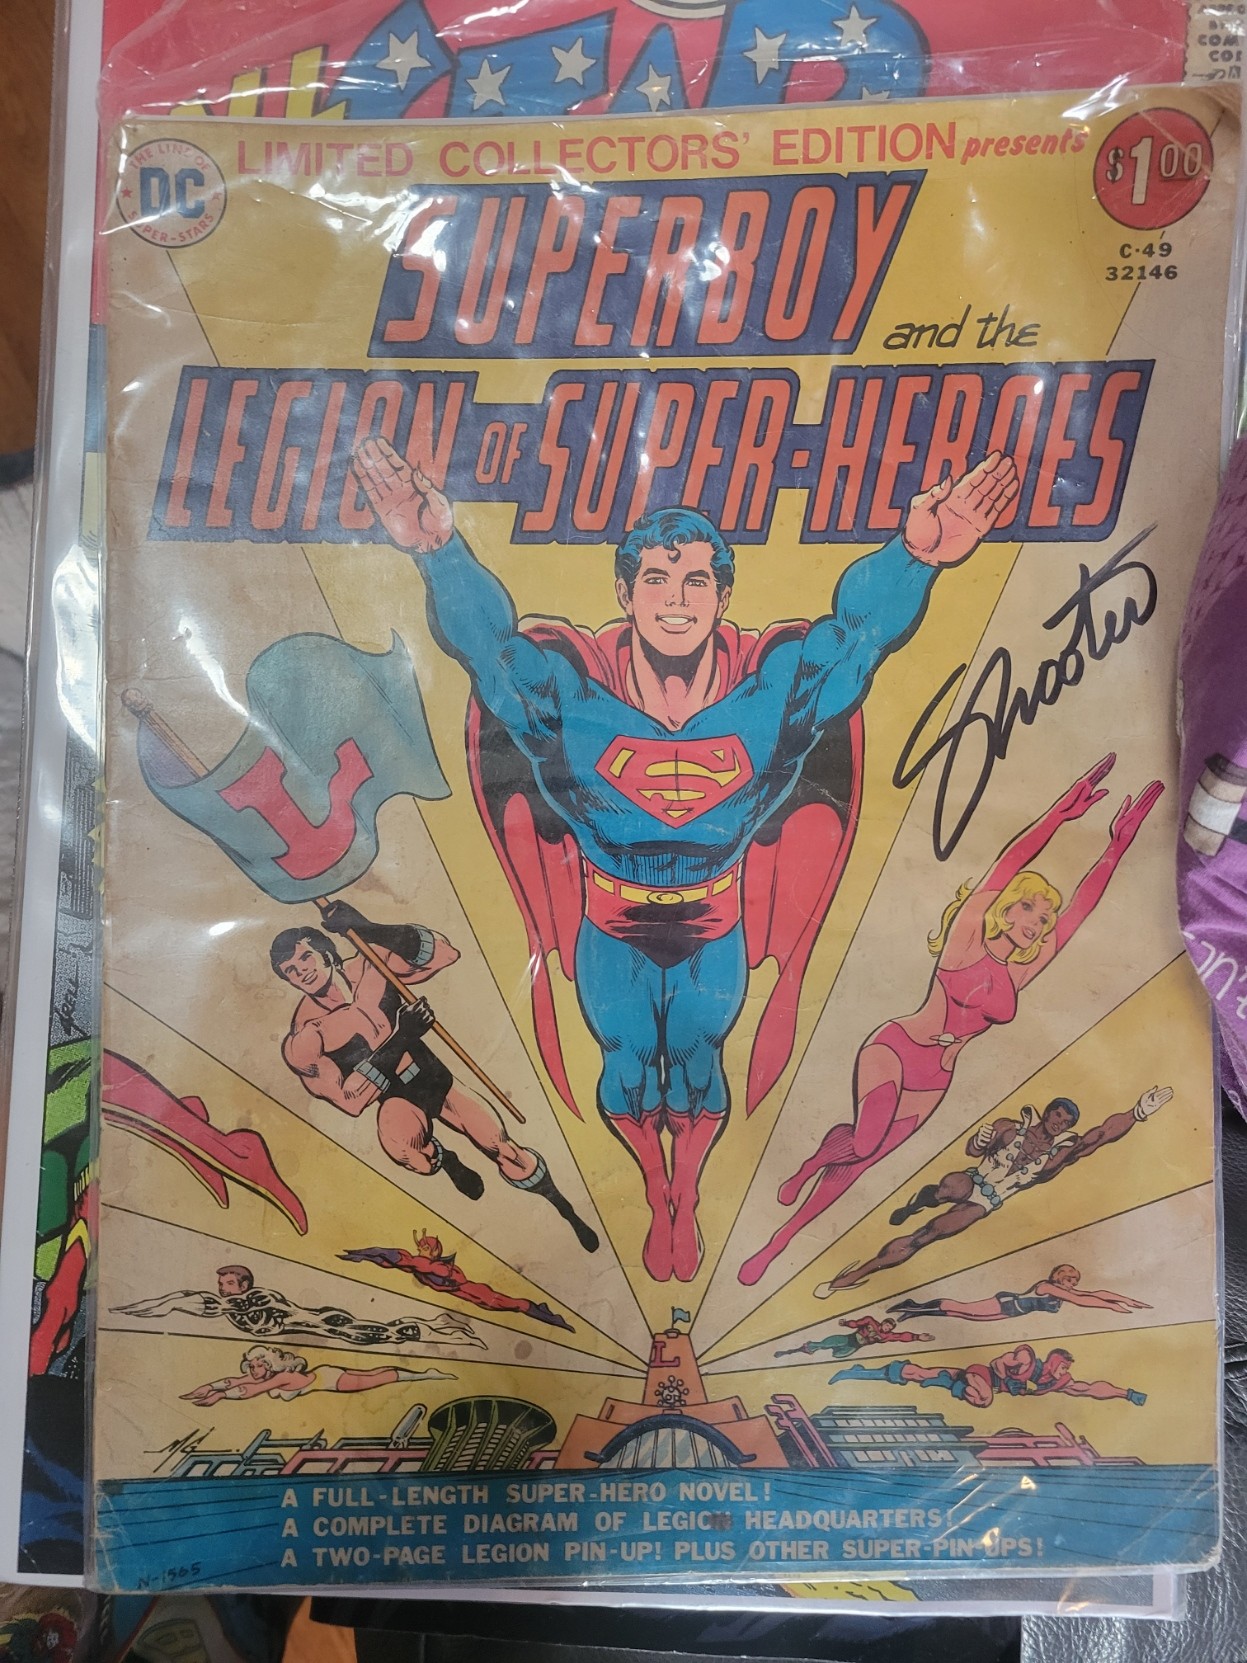 THE LINE OF
DC
SUPER-STARS
LIMITED COLLECTORS' EDITION presents
$1.00
C-49
32146
SUPERBOY
and the
LEGION OF SUPER-HEROES
Shooter
L
L
MG
A FULL-LENGTH SUPER-HERO NOVEL!
A COMPLETE DIAGRAM OF LEGION HEADQUARTERS!
A TWO-PAGE LEGION PIN-UP! PLUS OTHER SUPER-PIN-UPS!
N-1565